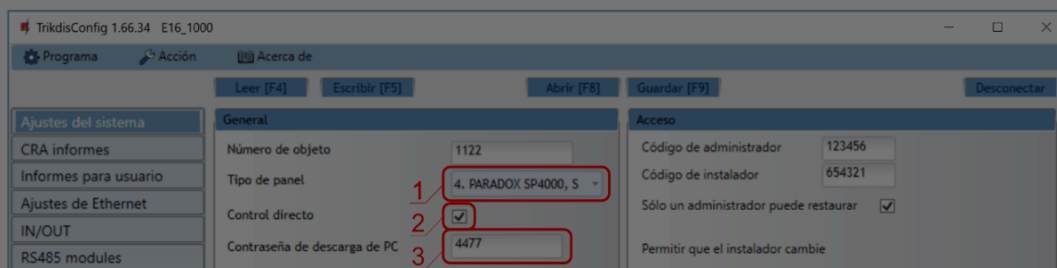 TrikdisConfig 1.66.34 E16_1000
Programa Acción Acerca de
Leer [F4] Escribir [F5] Abrir [F8] Guardar [F9] Desconectar
Ajustes del sistema
CRA informes
Informes para usuario
Ajustes de Ethernet
IN/OUT
RS485 modules
General
Número de objeto 1122
Tipo de panel 1 4. PARADOX SP4000, S
Control directo 2
Contraseña de descarga de PC 3 4477
Acceso
Código de administrador 123456
Código de instalador 654321
Sólo un administrador puede restaurar
Permitir que el instalador cambie